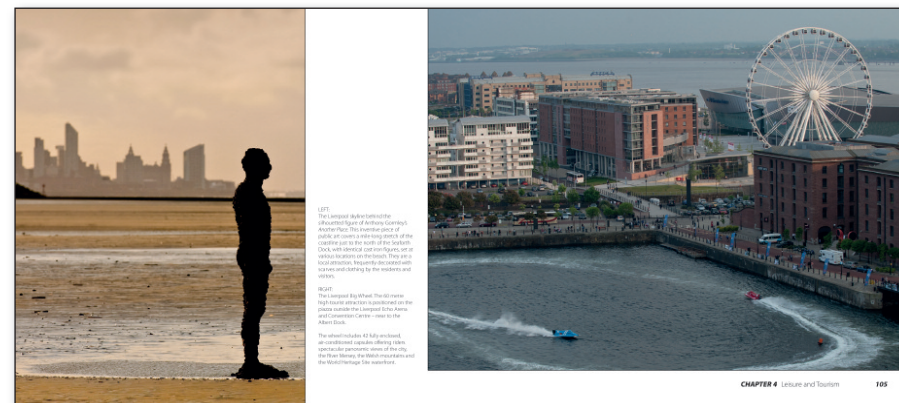 LEFT:
The Liverpool skyline behind the
silhouetted figure of Anthony Gormley's
Another Place. This inventive piece of
public art covers a mile-long stretch of the
coastline just to the north of the Seaforth
Dock, with identical cast-iron figures, set at
various locations on the beach. They are a
local attraction, frequently decorated with
scarves and clothing by the residents and
visitors.
RIGHT:
The Liverpool Big Wheel. The 60 metre
high tourist attraction is positioned on the
piazza outside the Liverpool Echo Arena
and Convention Centre – near to the
Albert Dock.
The wheel includes 42 fully enclosed,
air-conditioned capsules offering riders
spectacular panoramic views of the city,
the River Mersey, the Welsh mountains and
the World Heritage Site waterfront.
CHAPTER 4 Leisure and Tourism 105